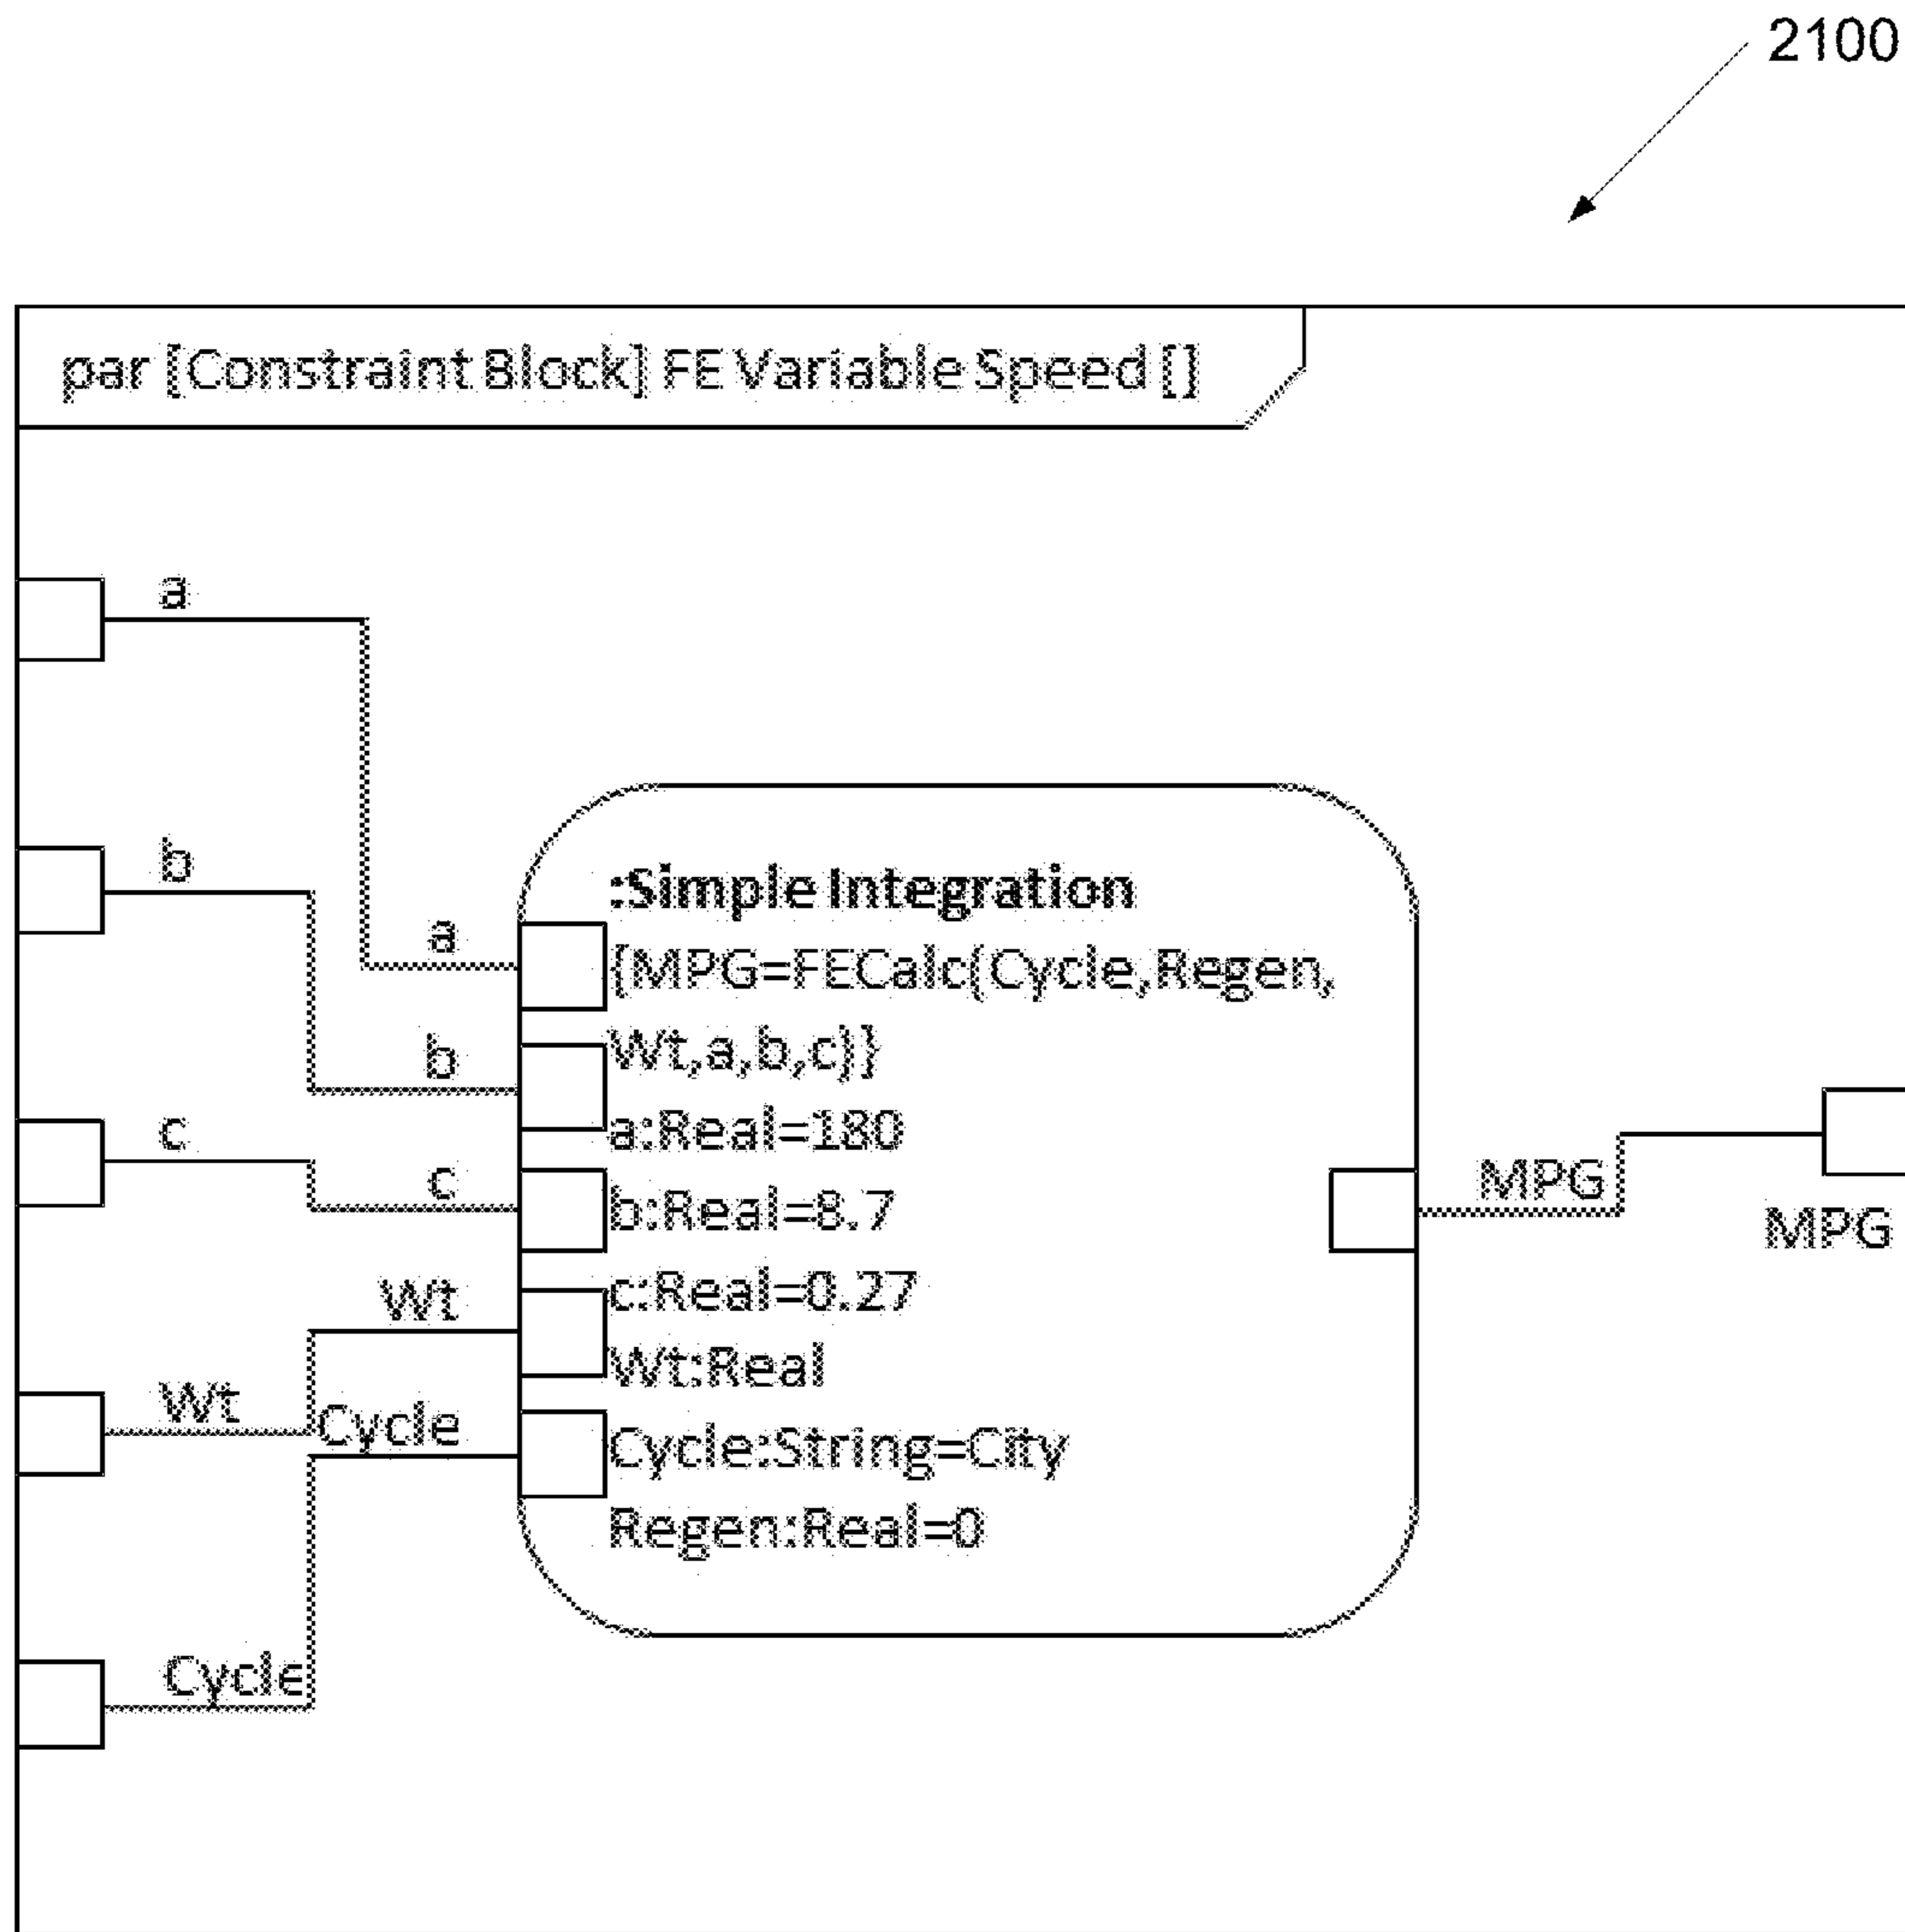 2100
par [Constraint Block] FE Variable Speed []
a
b
a
:Simple Integration
{MPG=FECalc(Cycle,Regen,
Wt,a,b,c)}
a:Real=180
b:Real=8.7
c:Real=0.27
Wt:Real
Cycle:String=City
Regen:Real=0
b
c
c
Wt
Wt
Cycle
Cycle
MPG
MPG